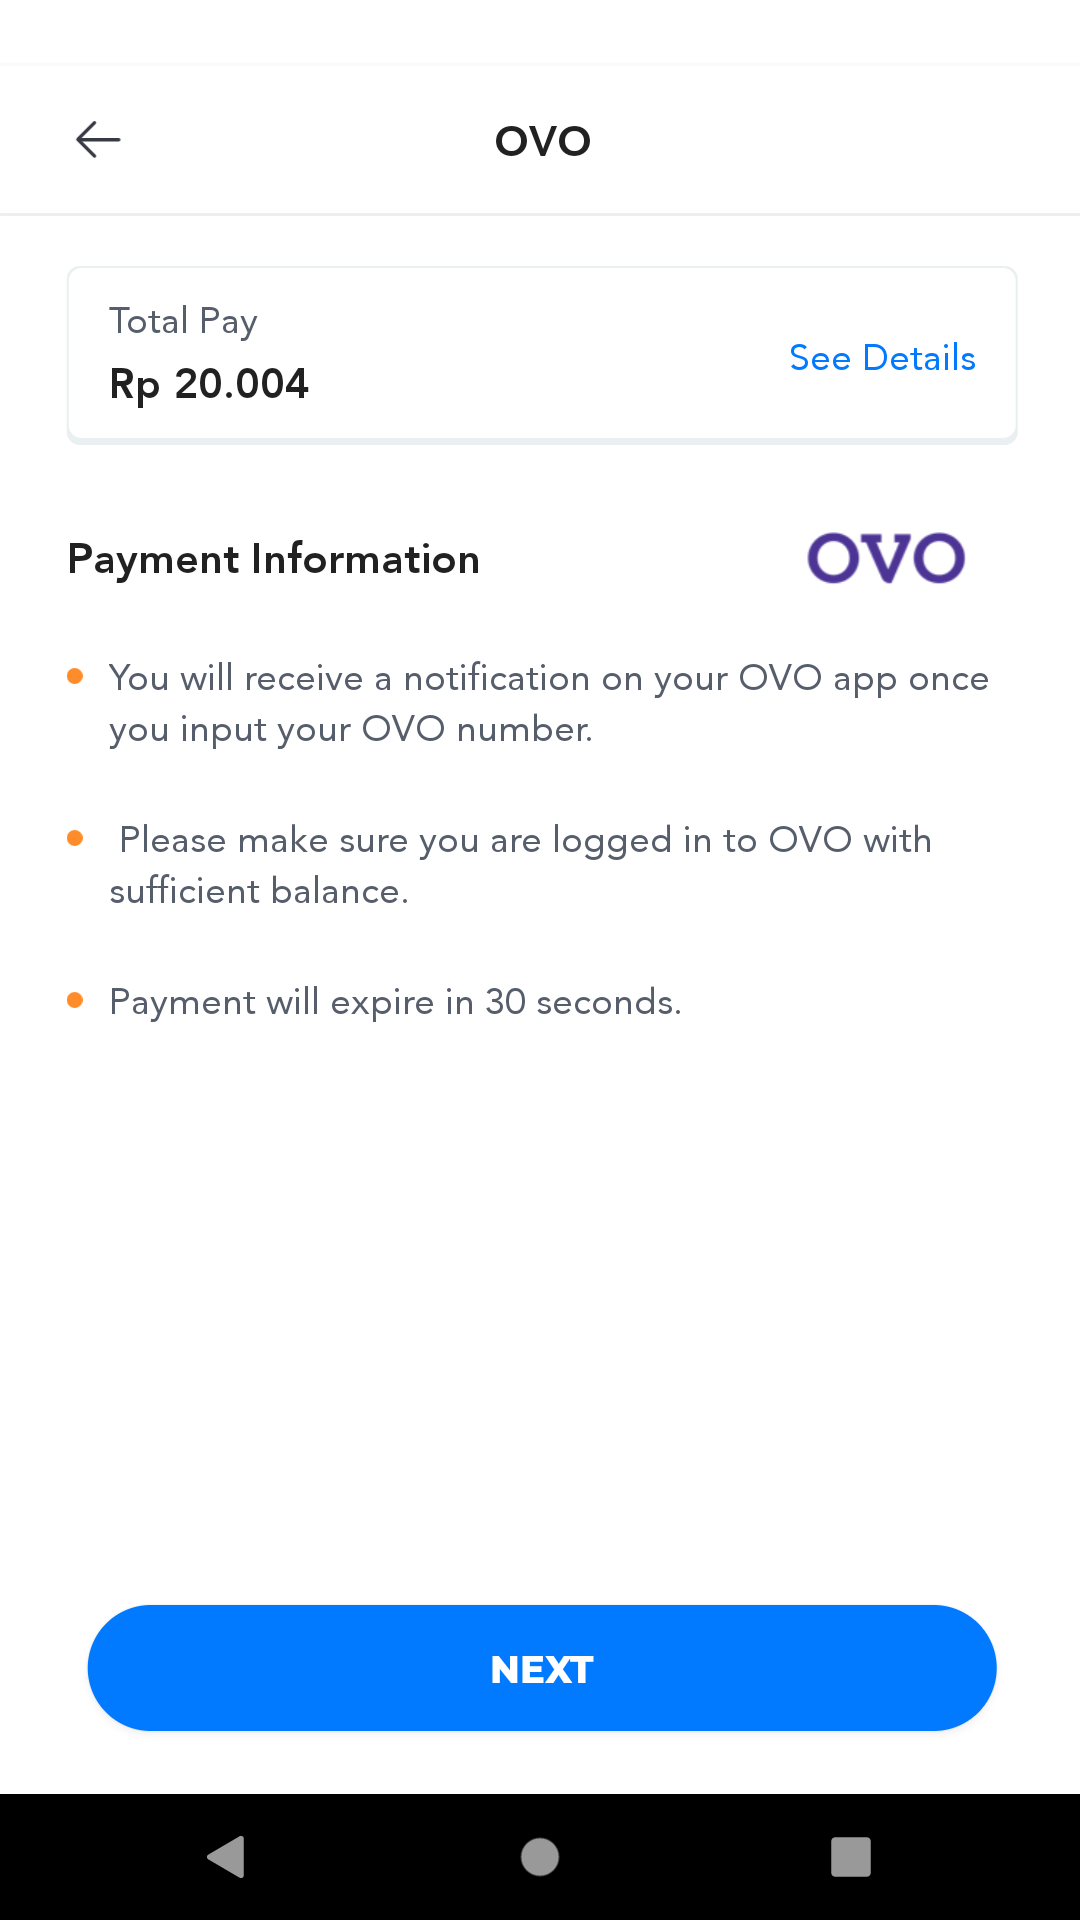 OVO
Total Pay
Rp 20.004
See Details
Payment Information
OVO
You will receive a notification on your OVO app once
you input your OVO number.
Please make sure you are logged in to OVO with
sufficient balance.
Payment will expire in 30 seconds.
NEXT